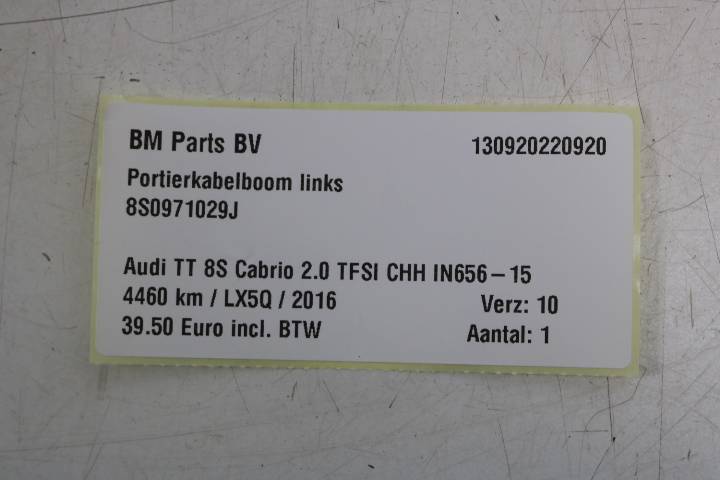 BM Parts BV 130920220920
Portierkabelboom links
8S0971029J
Audi TT 8S Cabrio 2.0 TFSI CHH IN656-15
4460 km / LX5Q / 2016 Verz: 10
39.50 Euro incl. BTW Aantal: 1